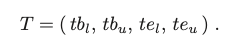 T = ( tb_l, tb_u, te_l, te_u ) .